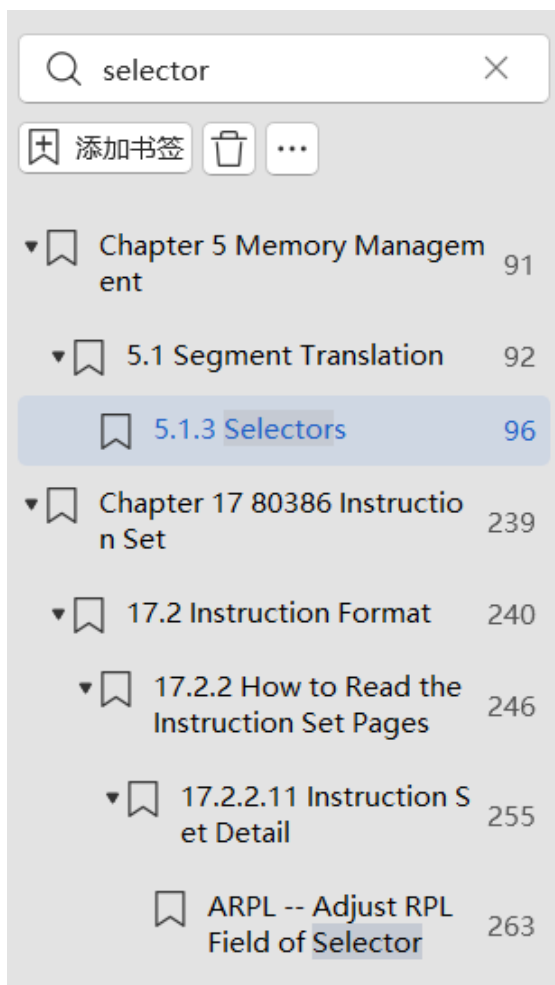 selector
添加书签
Chapter 5 Memory Managem
ent
91
5.1 Segment Translation 92
5.1.3 Selectors 96
Chapter 17 80386 Instructio
n Set
239
17.2 Instruction Format 240
17.2.2 How to Read the
Instruction Set Pages
246
17.2.2.11 Instruction S
et Detail
255
ARPL -- Adjust RPL
Field of Selector
263